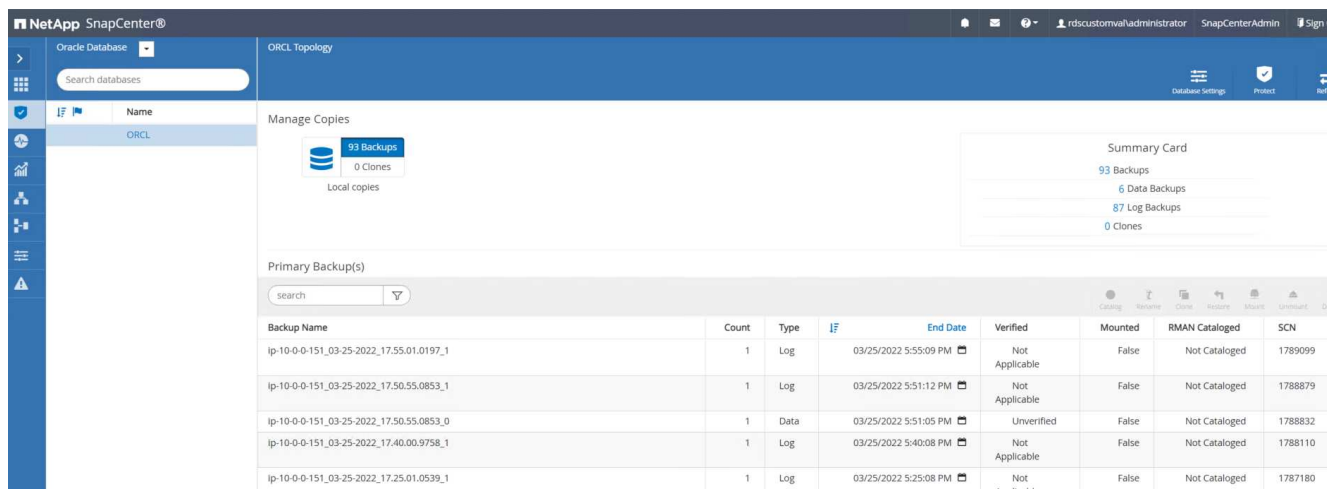 NetApp SnapCenter®
rdscustomval\administrator SnapCenterAdmin Sign
Oracle Database
ORCL Topology
Search databases
Database Settings Protect Ref
Name
ORCL
Manage Copies
93 Backups
0 Clones
Local copies
Summary Card
93 Backups
6 Data Backups
87 Log Backups
0 Clones
Primary Backup(s)
search
Catalog Rename Clone Restore Mount Unmount D
Backup Name Count Type End Date Verified Mounted RMAN Cataloged SCN
ip-10-0-0-151_03-25-2022_17.55.01.0197_1 1 Log 03/25/2022 5:55:09 PM Not Applicable False Not Cataloged 1789099
ip-10-0-0-151_03-25-2022_17.50.55.0853_1 1 Log 03/25/2022 5:51:12 PM Not Applicable False Not Cataloged 1788879
ip-10-0-0-151_03-25-2022_17.50.55.0853_0 1 Data 03/25/2022 5:51:05 PM Unverified False Not Cataloged 1788832
ip-10-0-0-151_03-25-2022_17.40.00.9758_1 1 Log 03/25/2022 5:40:08 PM Not Applicable False Not Cataloged 1788110
ip-10-0-0-151_03-25-2022_17.25.01.0539_1 1 Log 03/25/2022 5:25:08 PM Not False Not Cataloged 1787180